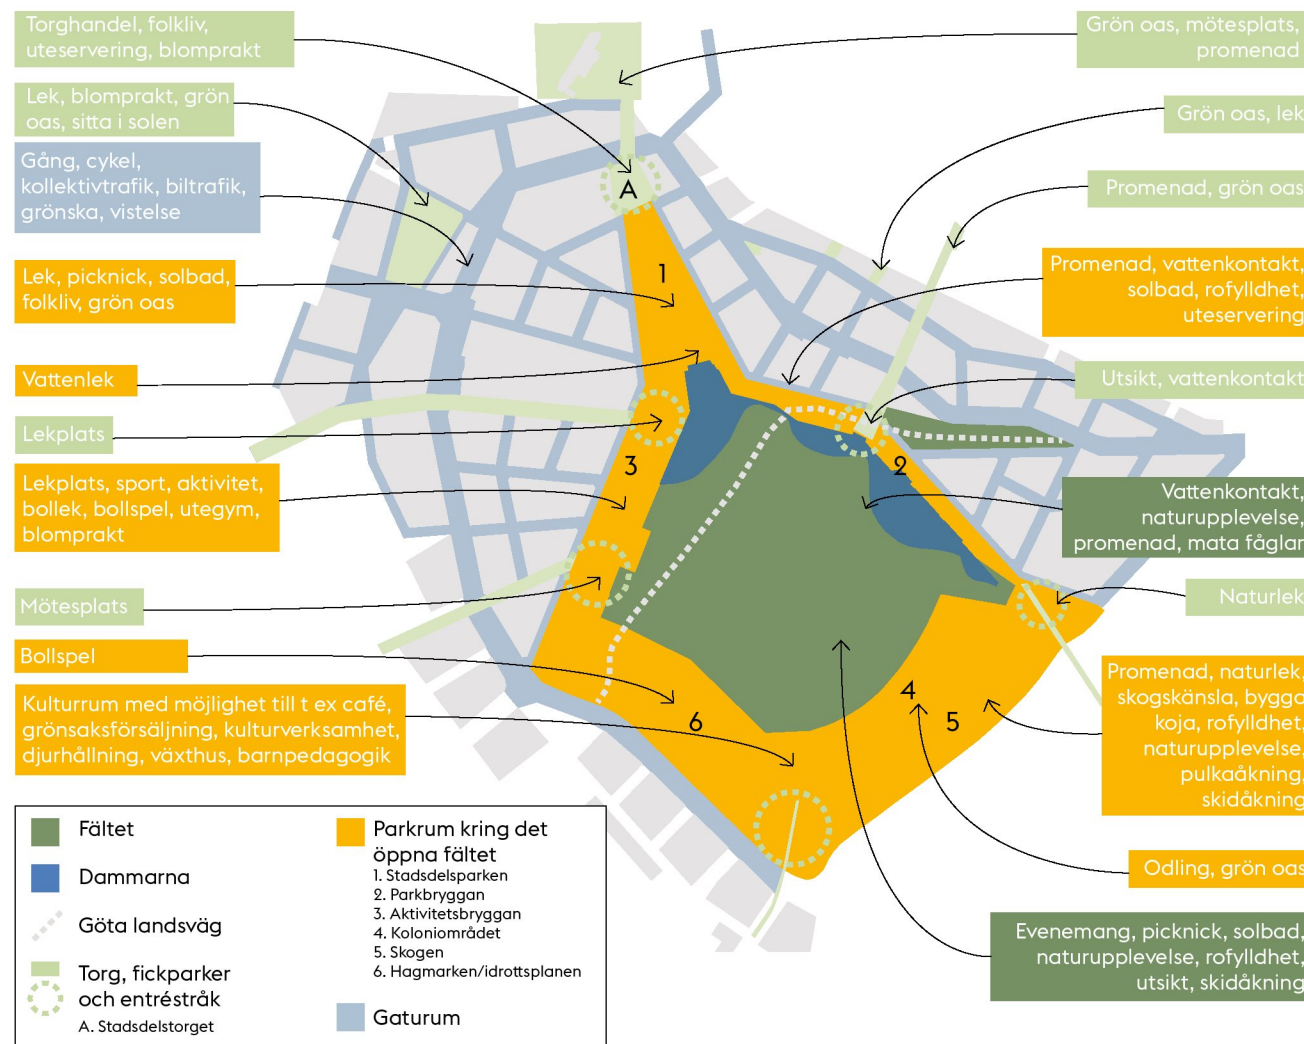 Torghandel, folkliv,
uteservering, blomprakt
Lek, blomprakt, grön
oas, sitta i solen
Gång, cykel,
kollektivtrafik, biltrafik,
grönska, vistelse
Lek, picknick, solbad,
folkliv, grön oas
Vattenlek
Lekplats
Lekplats, sport, aktivitet,
bollek, bollspel, utegym,
blomprakt
Mötesplats
Bollspel
Kulturrum med möjlighet till t ex café,
grönsaksförsäljning, kulturverksamhet,
djurhållning, växthus, barnpedagogik
A
1
2
3
4
5
6
Grön oas, mötesplats,
promenad
Grön oas, lek
Promenad, grön oas
Promenad, vattenkontakt,
solbad, rofylldhet,
uteservering
Utsikt, vattenkontakt
Vattenkontakt,
naturupplevelse,
promenad, mata fåglar
Naturlek
Promenad, naturlek,
skogskänsla, bygga
koja, rofylldhet,
naturupplevelse,
pulkaåkning,
skidåkning
Odling, grön oas
Evenemang, picknick, solbad,
naturupplevelse, rofylldhet,
utsikt, skidåkning
Fältet
Dammarna
Göta landsväg
Torg, fickparker
och entréstråk
A. Stadsdelstorget
Parkrum kring det
öppna fältet
1. Stadsdelsparken
2. Parkbryggan
3. Aktivitetsbryggan
4. Koloniområdet
5. Skogen
6. Hagmarken/idrottsplanen
Gaturum